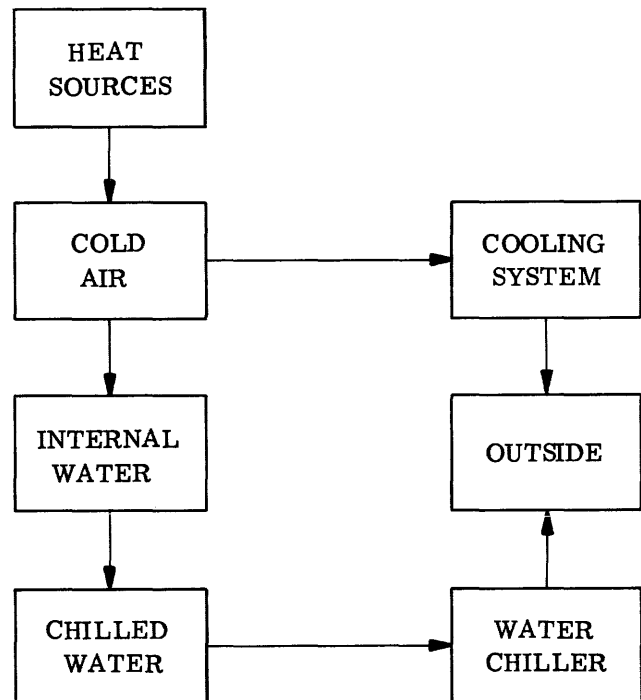 HEAT
SOURCES
COLD
AIR
COOLING
SYSTEM
INTERNAL
WATER
OUTSIDE
CHILLED
WATER
WATER
CHILLER